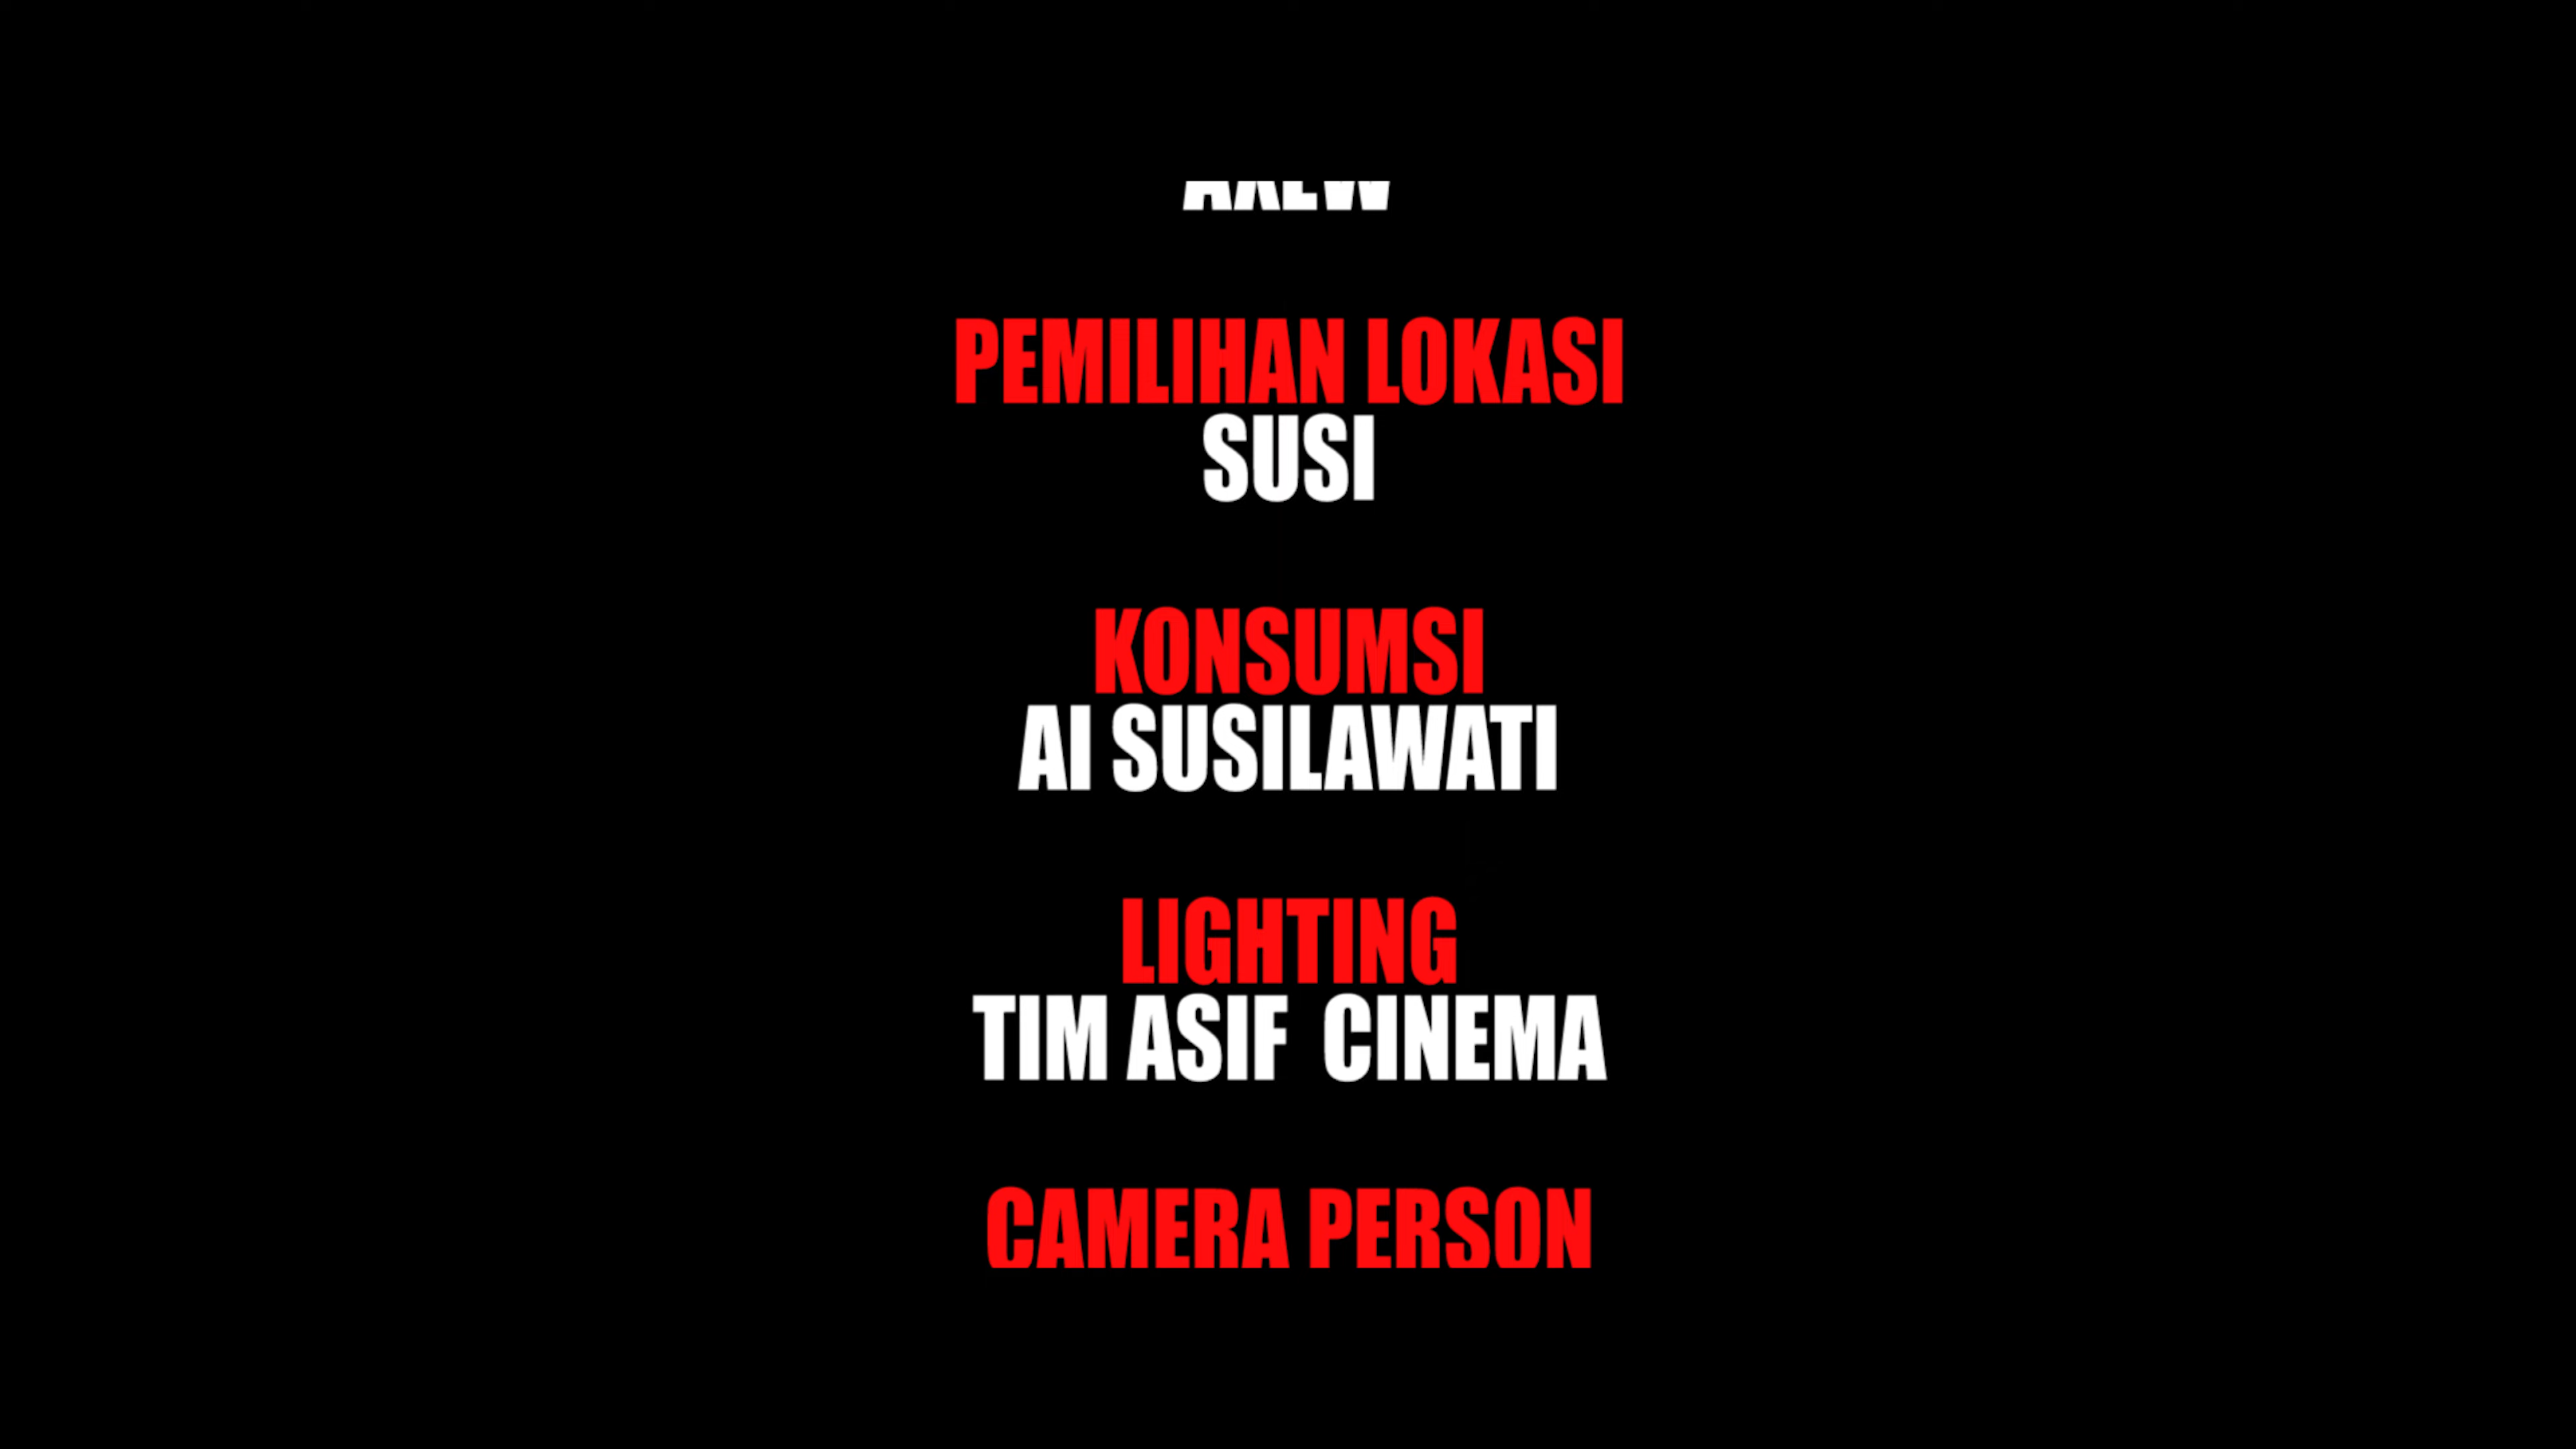 PEMILIHAN LOKASI
SUSI
KONSUMSI
AI SUSILAWATI
LIGHTING
TIM ASIF CINEMA
CAMERA PERSON